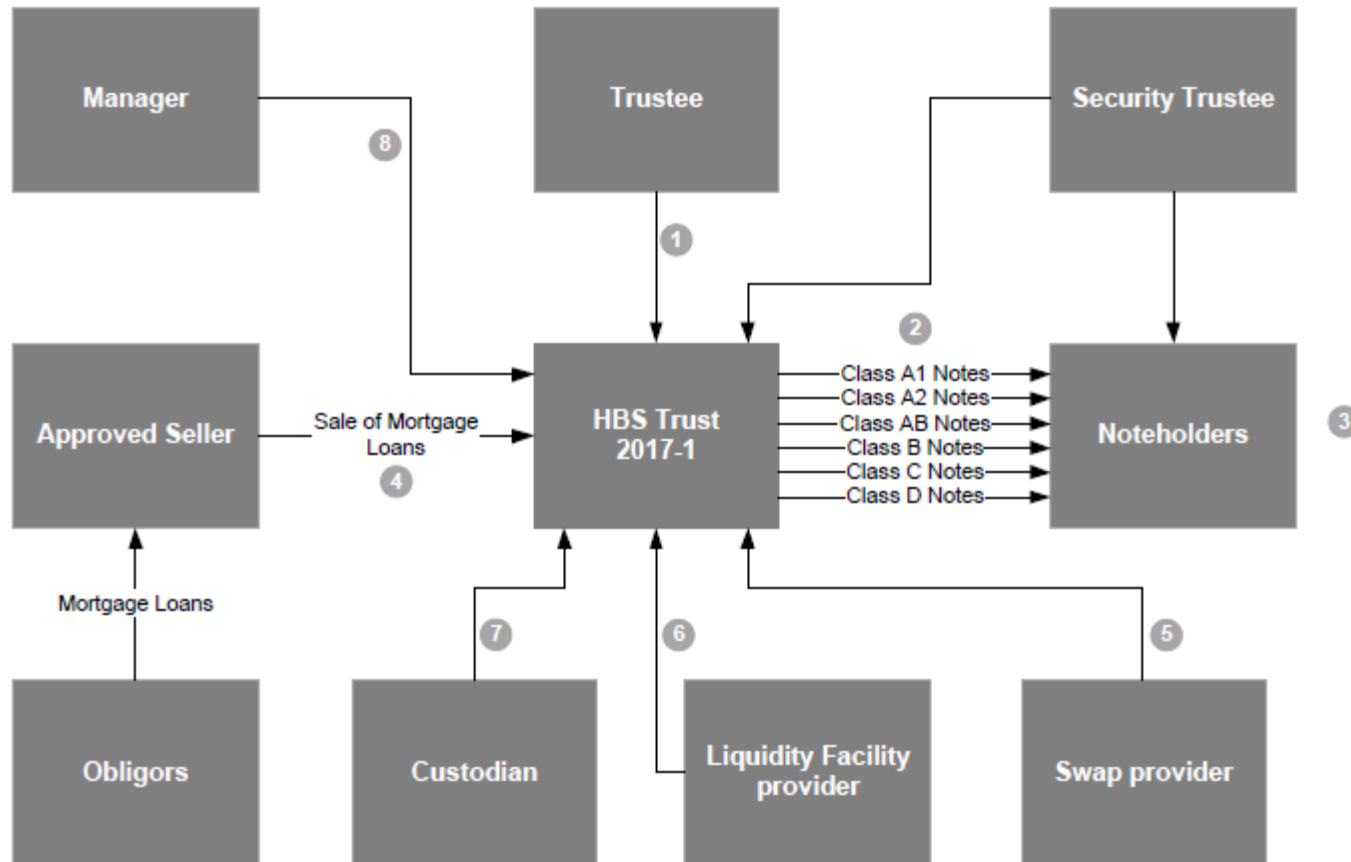 Manager
Trustee
Security Trustee
8
1
2
Approved Seller
Sale of Mortgage
Loans
4
HBS Trust
2017-1
Class A1 Notes
Class A2 Notes
Class AB Notes
Class B Notes
Class C Notes
Class D Notes
Noteholders
3
Mortgage Loans
7
6
5
Obligors
Custodian
Liquidity Facility
provider
Swap provider